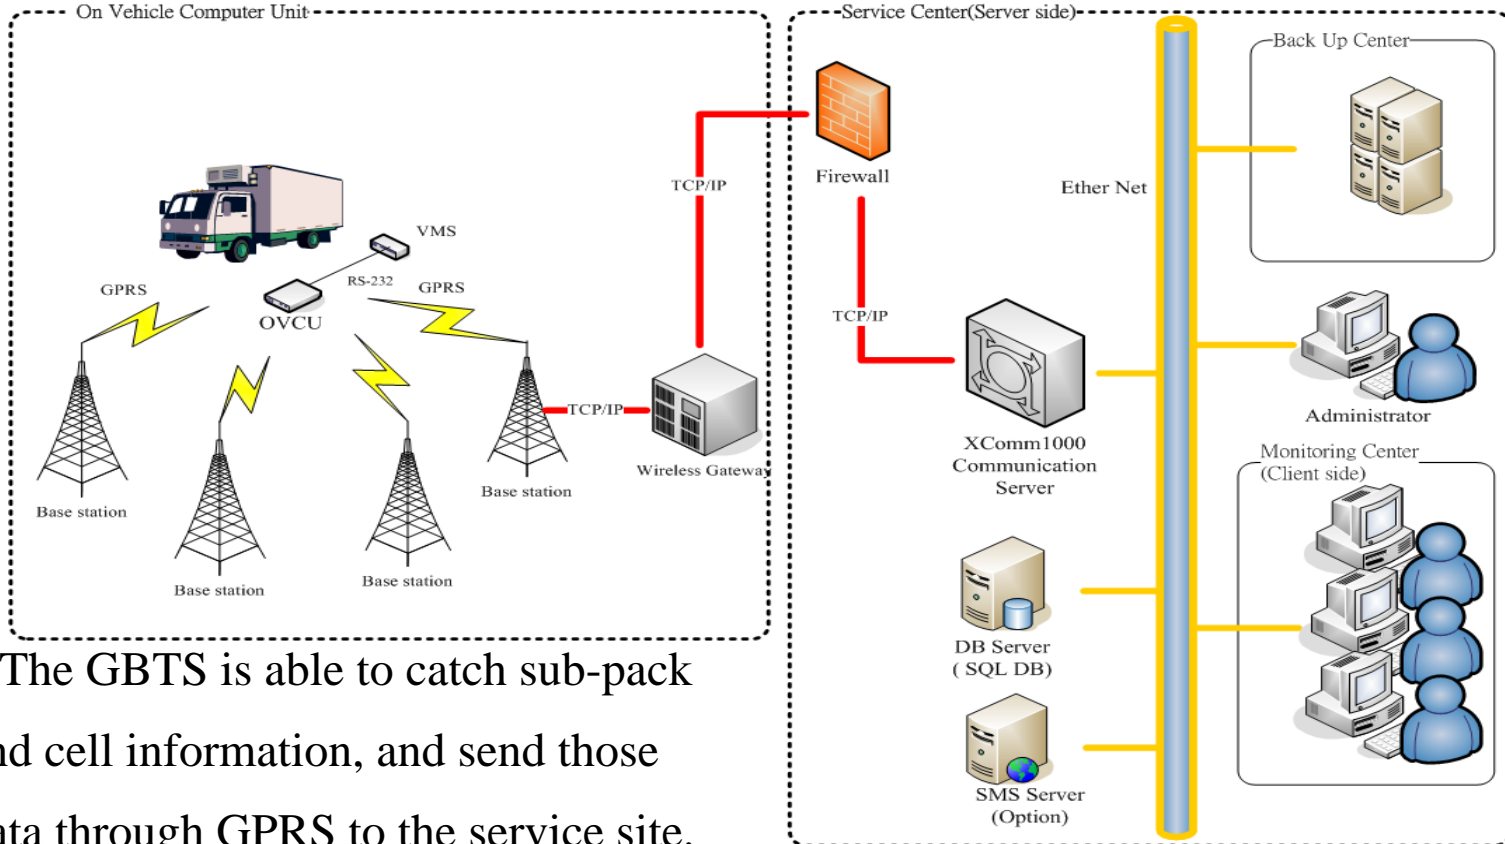 On Vehicle Computer Unit
GPRS
VMS
RS-232
OVCU
GPRS
TCP/IP
TCP/IP
Wireless Gateway
Base station
Base station
Base station
Base station
The GBTS is able to catch sub-pack
nd cell information, and send those
ata through GPRS to the service site.
Service Center(Server side)
Firewall
Ether Net
TCP/IP
XComm1000
Communication
Server
DB Server
( SQL DB)
SMS Server
(Option)
Back Up Center
Administrator
Monitoring Center
(Client side)